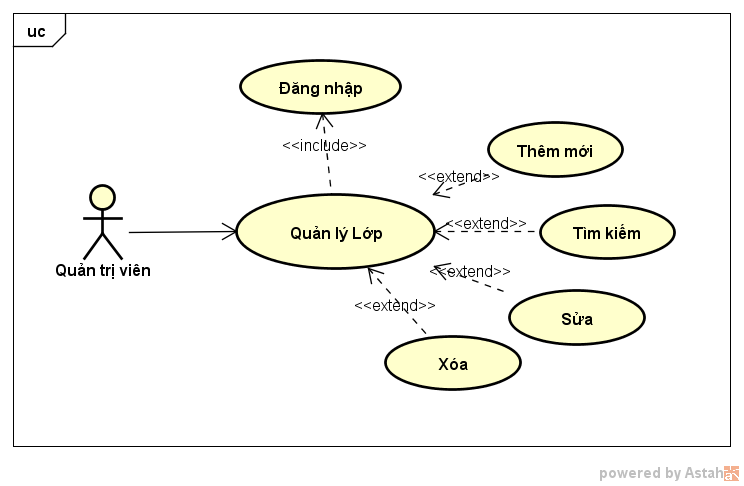 uc
Đăng nhập
<<include>>
Thêm mới
<<extend>>
<<extend>>
Quản lý Lớp
Tìm kiếm
Quản trị viên
<<extend>>
<<extend>>
Sửa
Xóa
powered by Astah